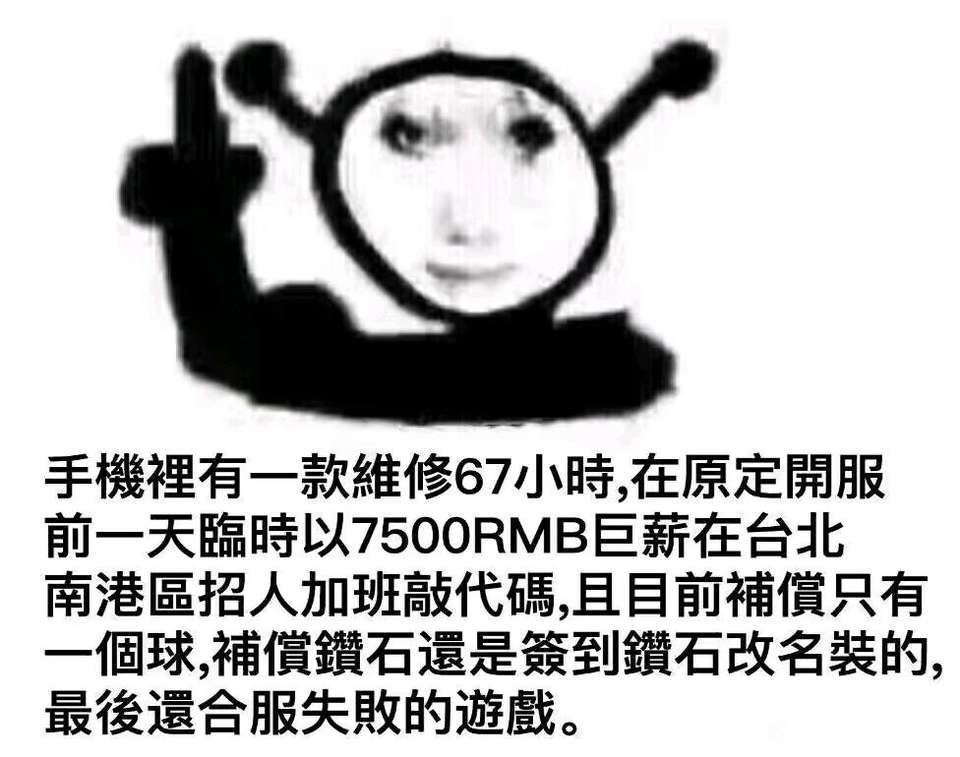 手機裡有一款維修67小時,在原定開服
前一天臨時以7500RMB巨薪在台北
南港區招人加班敲代碼,且目前補償只有
一個球,補償鑽石還是簽到鑽石改名裝的,
最後還合服失敗的遊戲。